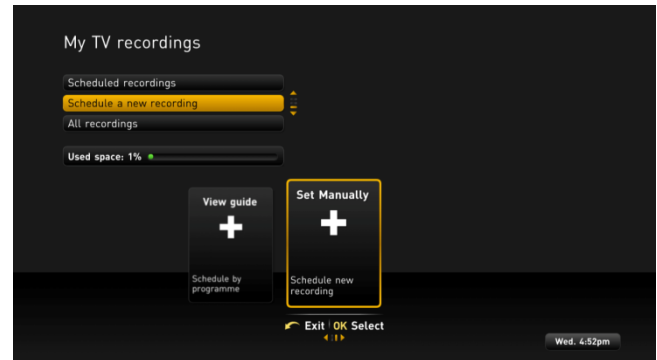 My TV recordings
Scheduled recordings
Schedule a new recording
All recordings
Used space: 1%
View guide
Schedule by
programme
Set Manually
Schedule new
recording
Exit OK Select
Wed. 4:52pm